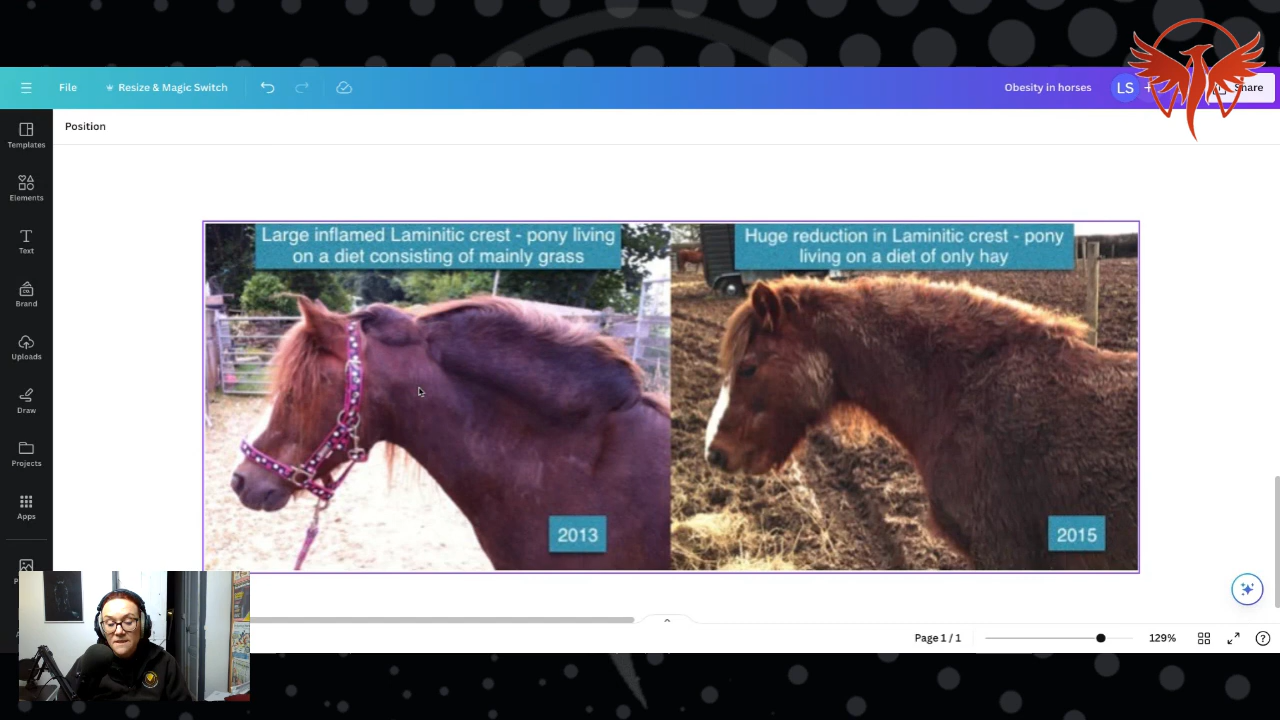 File
Resize & Magic Switch
Obesity in horses
LS
Share
Position
Templates
Elements
Text
Brand
Uploads
Draw
Projects
Apps
Large inflamed Laminitic crest - pony living
on a diet consisting of mainly grass
Huge reduction in Laminitic crest - pony
living on a diet of only hay
2013
2015
Page 1 / 1
129%